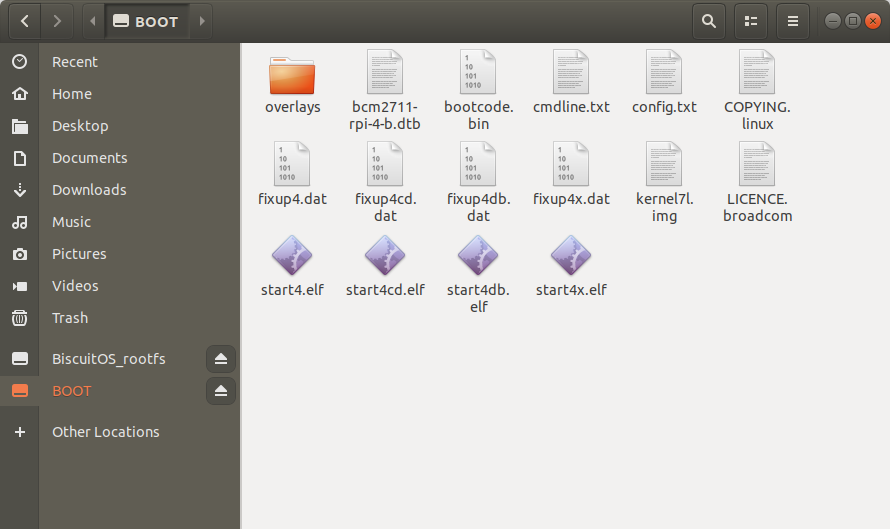 BOOT
Recent
Home
Desktop
Documents
Downloads
Music
Pictures
Videos
Trash
BiscuitOS_rootfs
BOOT
Other Locations
overlays
bcm2711-
rpi-4-b.dtb
bootcode.
bin
cmdline.txt
config.txt
COPYING.
linux
fixup4.dat
fixup4cd.
dat
fixup4db.
dat
fixup4x.dat
kernel7l.
img
LICENCE.
broadcom
start4.elf
start4cd.elf
start4db.
elf
start4x.elf